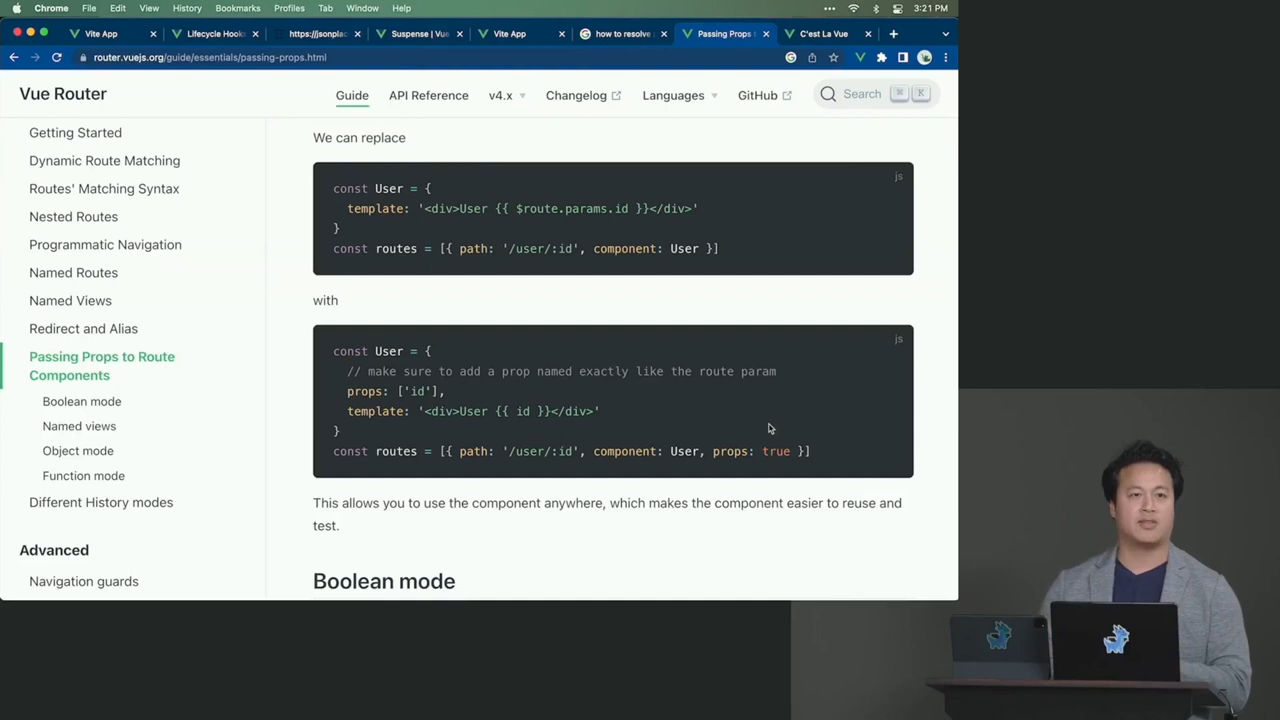 Chrome File Edit View History Bookmarks Profiles Tab Window Help 3:21 PM
Vite App Lifecycle Hooks https://jsonplac Suspense | Vue Vite App how to resolve Passing Props C'est La Vue
router.vuejs.org/guide/essentials/passing-props.html
Vue Router Guide API Reference v4.x Changelog Languages GitHub Search ⌘ K
Getting Started
Dynamic Route Matching
Routes' Matching Syntax
Nested Routes
Programmatic Navigation
Named Routes
Named Views
Redirect and Alias
Passing Props to Route
Components
Boolean mode
Named views
Object mode
Function mode
Different History modes
Advanced
Navigation guards
We can replace
js
const User = {
template: '<div>User {{ $route.params.id }}</div>'
}
const routes = [{ path: '/user/:id', component: User }]
with
js
const User = {
// make sure to add a prop named exactly like the route param
props: ['id'],
template: '<div>User {{ id }}</div>'
}
const routes = [{ path: '/user/:id', component: User, props: true }]
This allows you to use the component anywhere, which makes the component easier to reuse and
test.
Boolean mode